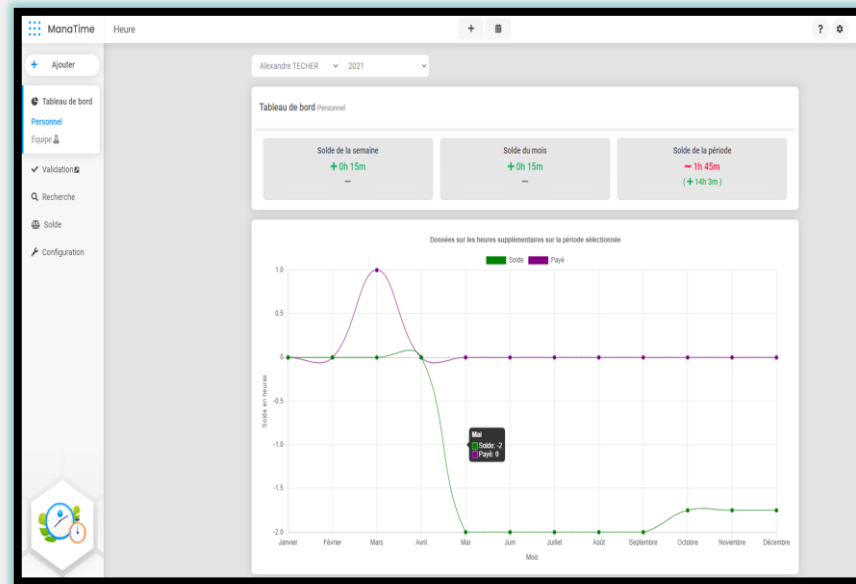 ManaTime Heure + ?
+ Ajouter
Alexandre TECHER 2021
Tableau de bord
Personnel
Équipe
Validation
Recherche
Solde
Configuration
Tableau de bord Personnel
Solde de la semaine
+ 0h 15m
–
Solde du mois
+ 0h 15m
–
Solde de la période
– 1h 45m
( + 14h 3m )
Données sur les heures supplémentaires sur la période sélectionnée
Solde Payé
1.0
0.5
0
-0.5
-1.0
-1.5
-2.0
Solde en heures
Mai
Solde: -2
Payé: 0
Janvier Février Mars Avril Mai Juin Juillet Août Septembre Octobre Novembre Décembre
Mois